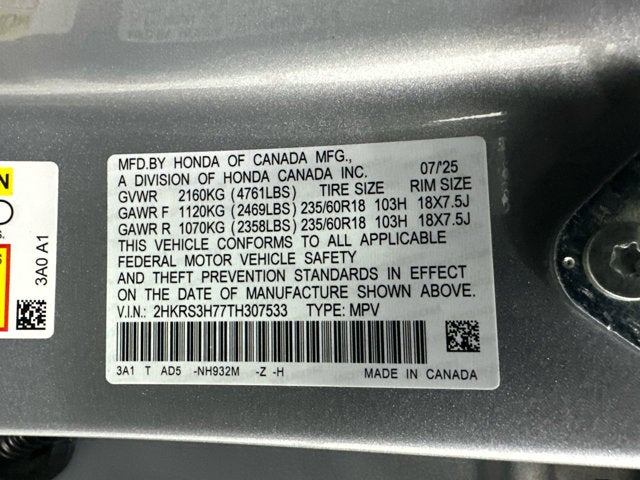 MFD.BY HONDA OF CANADA MFG.,
A DIVISION OF HONDA CANADA INC. 07/'25
GVWR 2160KG (4761LBS) TIRE SIZE RIM SIZE
GAWR F 1120KG (2469LBS) 235/60R18 103H 18X7.5J
GAWR R 1070KG (2358LBS) 235/60R18 103H 18X7.5J
THIS VEHICLE CONFORMS TO ALL APPLICABLE
FEDERAL MOTOR VEHICLE SAFETY
AND THEFT PREVENTION STANDARDS IN EFFECT
ON THE DATE OF MANUFACTURE SHOWN ABOVE.
V.I.N.: 2HKRS3H77TH307533 TYPE: MPV
3A1 T AD5 -NH932M -Z -H MADE IN CANADA
3A0 A1